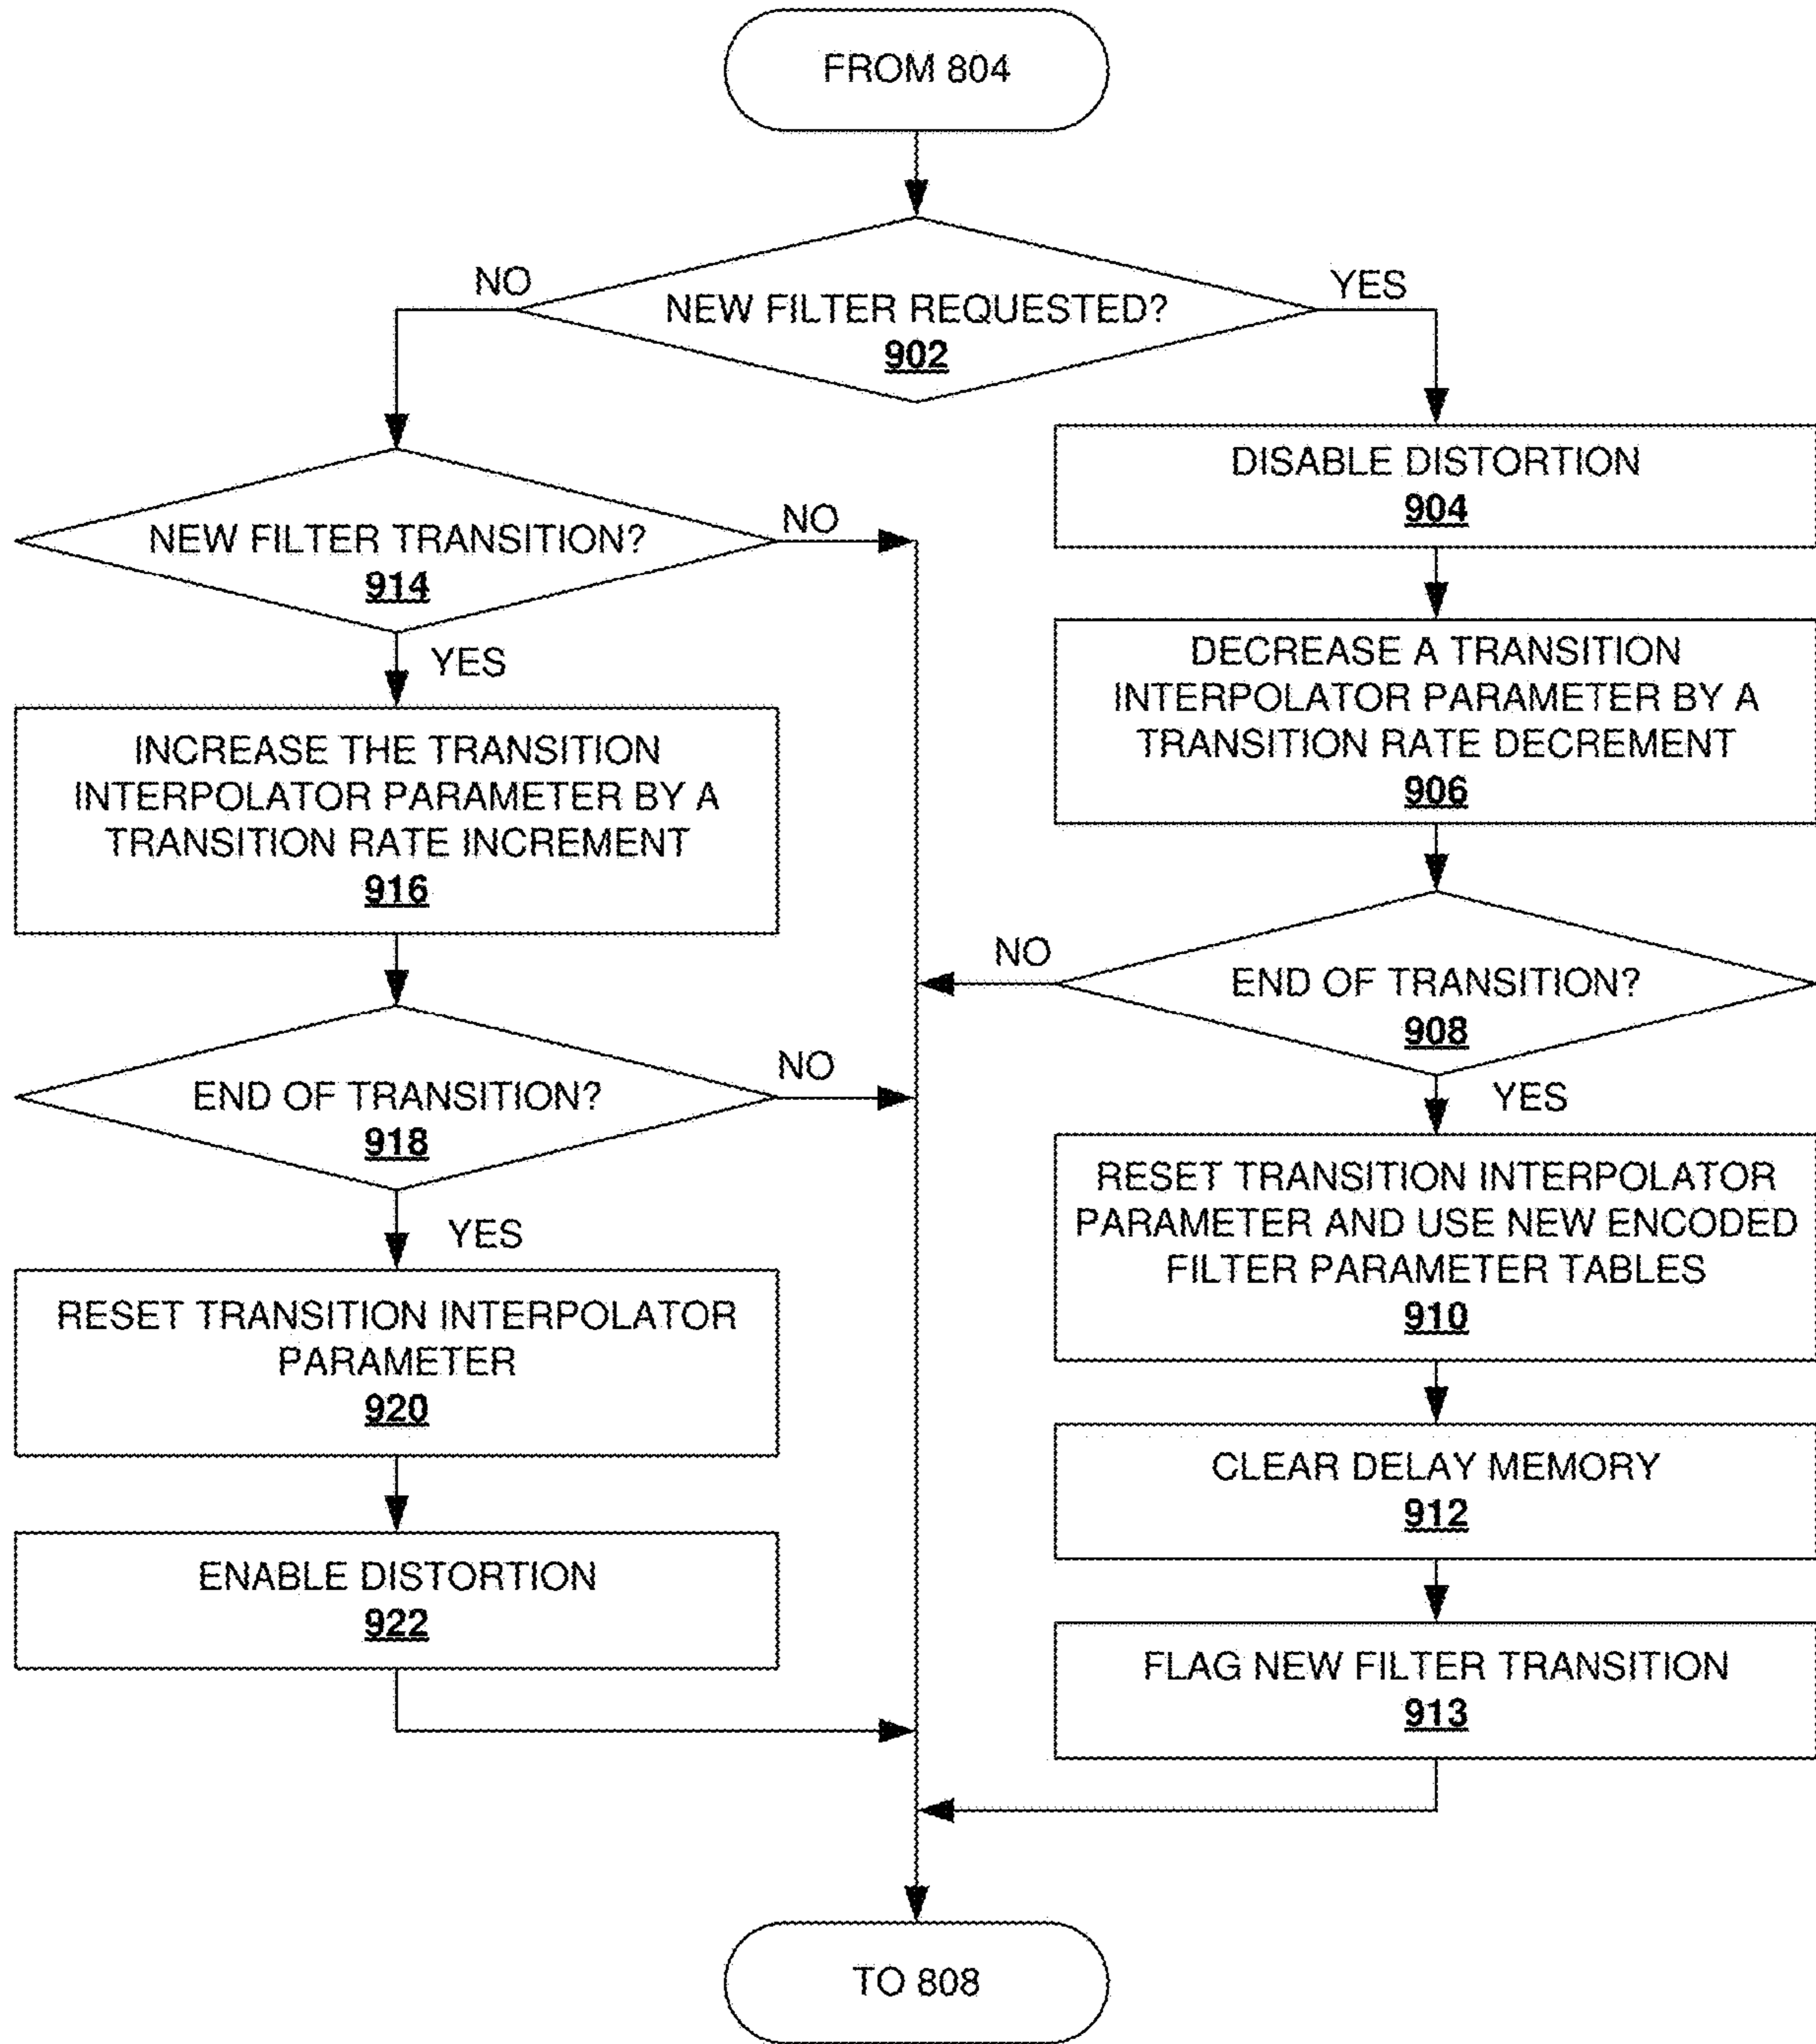 FROM 804
NO
YES
NEW FILTER REQUESTED?
902
DISABLE DISTORTION
904
NEW FILTER TRANSITION?
914
NO
YES
DECREASE A TRANSITION
INTERPOLATOR PARAMETER BY A
TRANSITION RATE DECREMENT
906
INCREASE THE TRANSITION
INTERPOLATOR PARAMETER BY A
TRANSITION RATE INCREMENT
916
NO
END OF TRANSITION?
908
YES
END OF TRANSITION?
918
NO
YES
RESET TRANSITION INTERPOLATOR
PARAMETER AND USE NEW ENCODED
FILTER PARAMETER TABLES
910
RESET TRANSITION INTERPOLATOR
PARAMETER
920
CLEAR DELAY MEMORY
912
ENABLE DISTORTION
922
FLAG NEW FILTER TRANSITION
913
TO 808